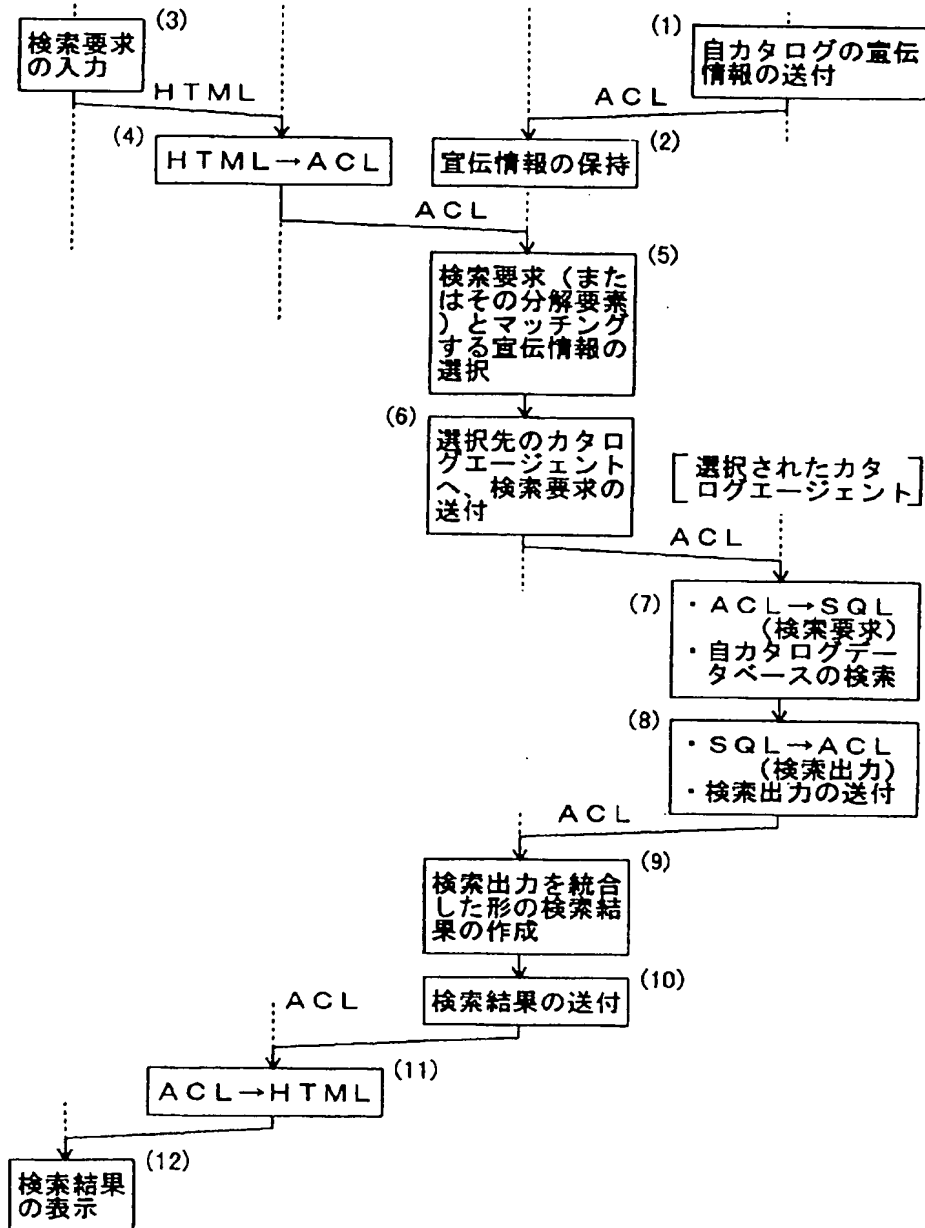 (3)
検索要求
の入力
(1)
自カタログの宣伝
情報の送付
HTML
ACL
(4)
HTML→ACL
(2)
宣伝情報の保持
ACL
(5)
検索要求（また
はその分解要素
）とマッチング
する宣伝情報の
選択
(6)
選択先のカタロ
グエージェント
へ、検索要求の
送付
[選択されたカタ
ログエージェント]
ACL
(7)
・ACL→SQL
(検索要求)
・自カタログデー
タベースの検索
(8)
・SQL→ACL
(検索出力)
・検索出力の送付
ACL
(9)
検索出力を統合
した形の検索結
果の作成
(10)
検索結果の送付
ACL
(11)
ACL→HTML
(12)
検索結果
の表示